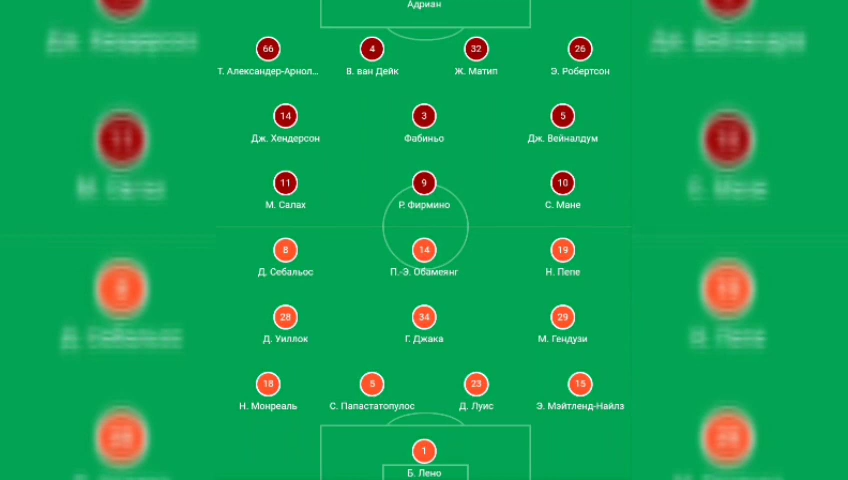 Адриан
66 4 32 26
Т. Александер-Арнол... В. ван Дейк Ж. Матип Э. Робертсон
14 3 5
Дж. Хендерсон Фабиньо Дж. Вейналдум
11 9 10
М. Салах Р. Фирмино С. Мане
8 14 19
Д. Себальос П.-Э. Обамеянг Н. Пепе
28 34 29
Д. Уиллок Г. Джака М. Гендузи
18 5 23 15
Н. Монреаль С. Папастатопулос Д. Луис Э. Мэйтленд-Найлз
1
Б. Лено